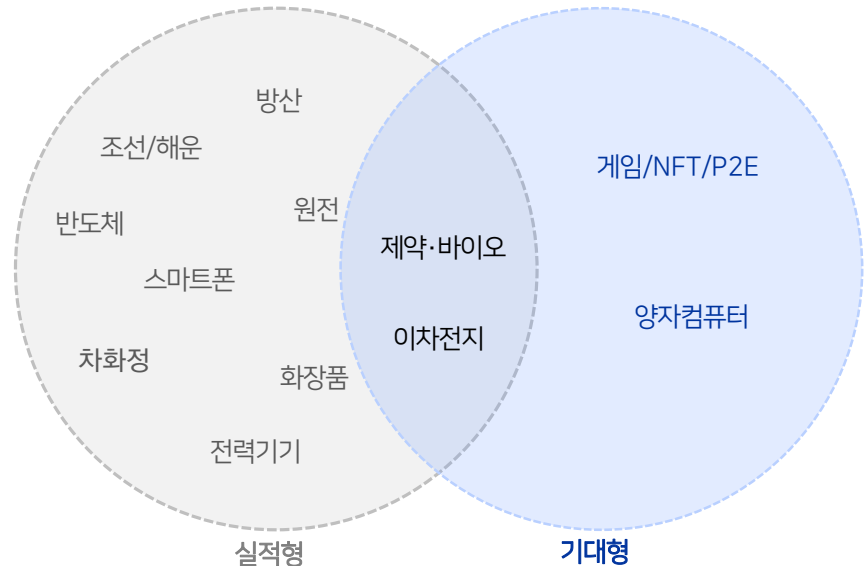 방산
조선/해운
게임/NFT/P2E
반도체
원전
제약·바이오
스마트폰
양자컴퓨터
이차전지
차화정
화장품
전력기기
실적형
기대형